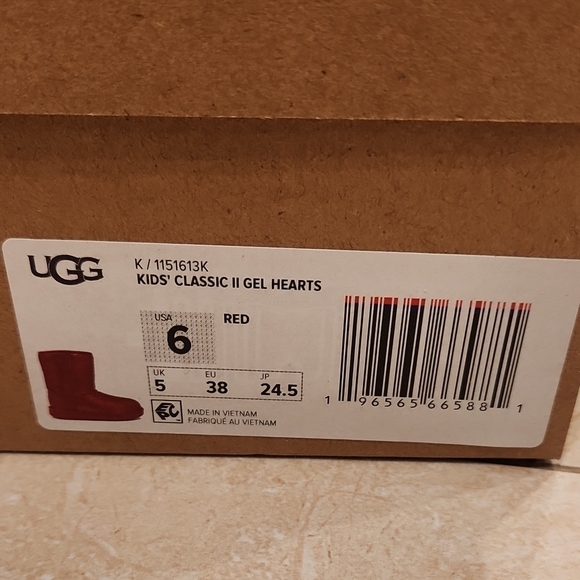 UGG
K / 1151613K
KIDS' CLASSIC II GEL HEARTS
USA
6
RED
UK EU JP
5 38 24.5
MADE IN VIETNAM
FABRIQUÉ AU VIETNAM
1 96565 66588 1